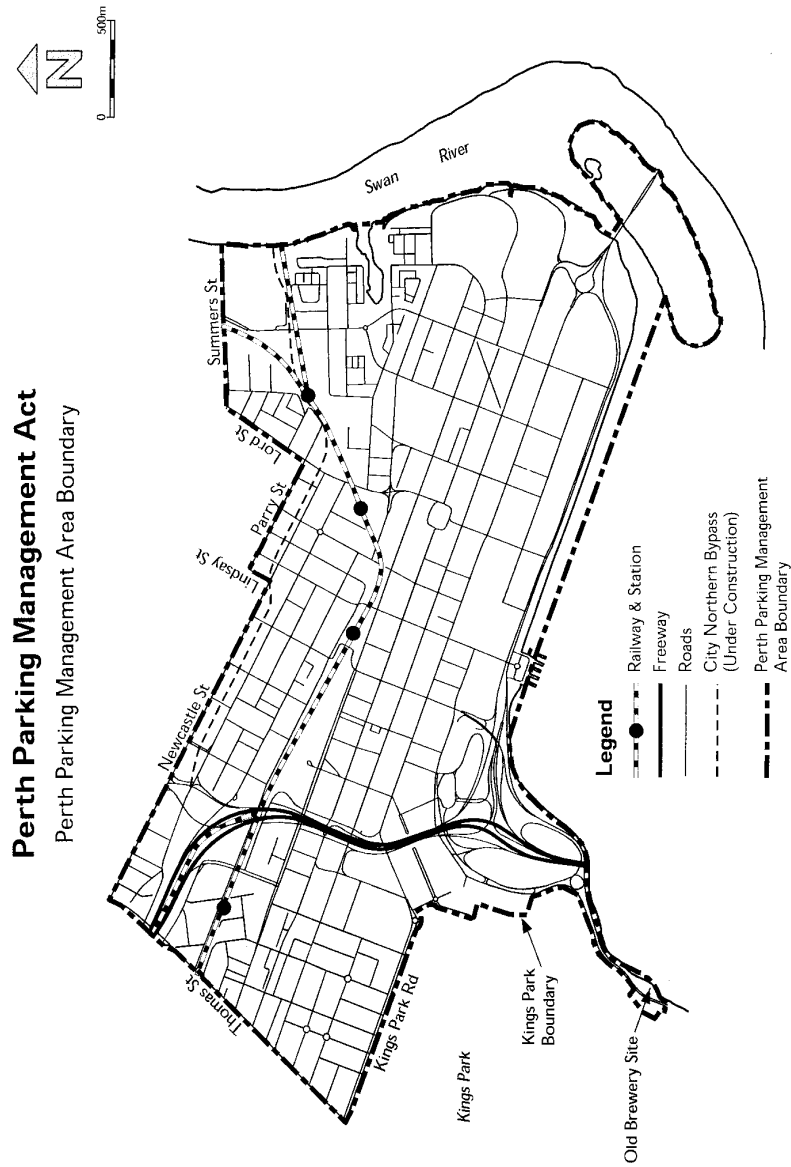 Perth Parking Management Act
Perth Parking Management Area Boundary
N
0
500m
Summers St
Lord St
Parry St
Lindsay St
Newcastle St
Thomas St
Kings Park Rd
Kings Park
Kings Park
Boundary
Old Brewery Site
Swan
River
Legend
Railway & Station
Freeway
Roads
City Northern Bypass
(Under Construction)
Perth Parking Management
Area Boundary